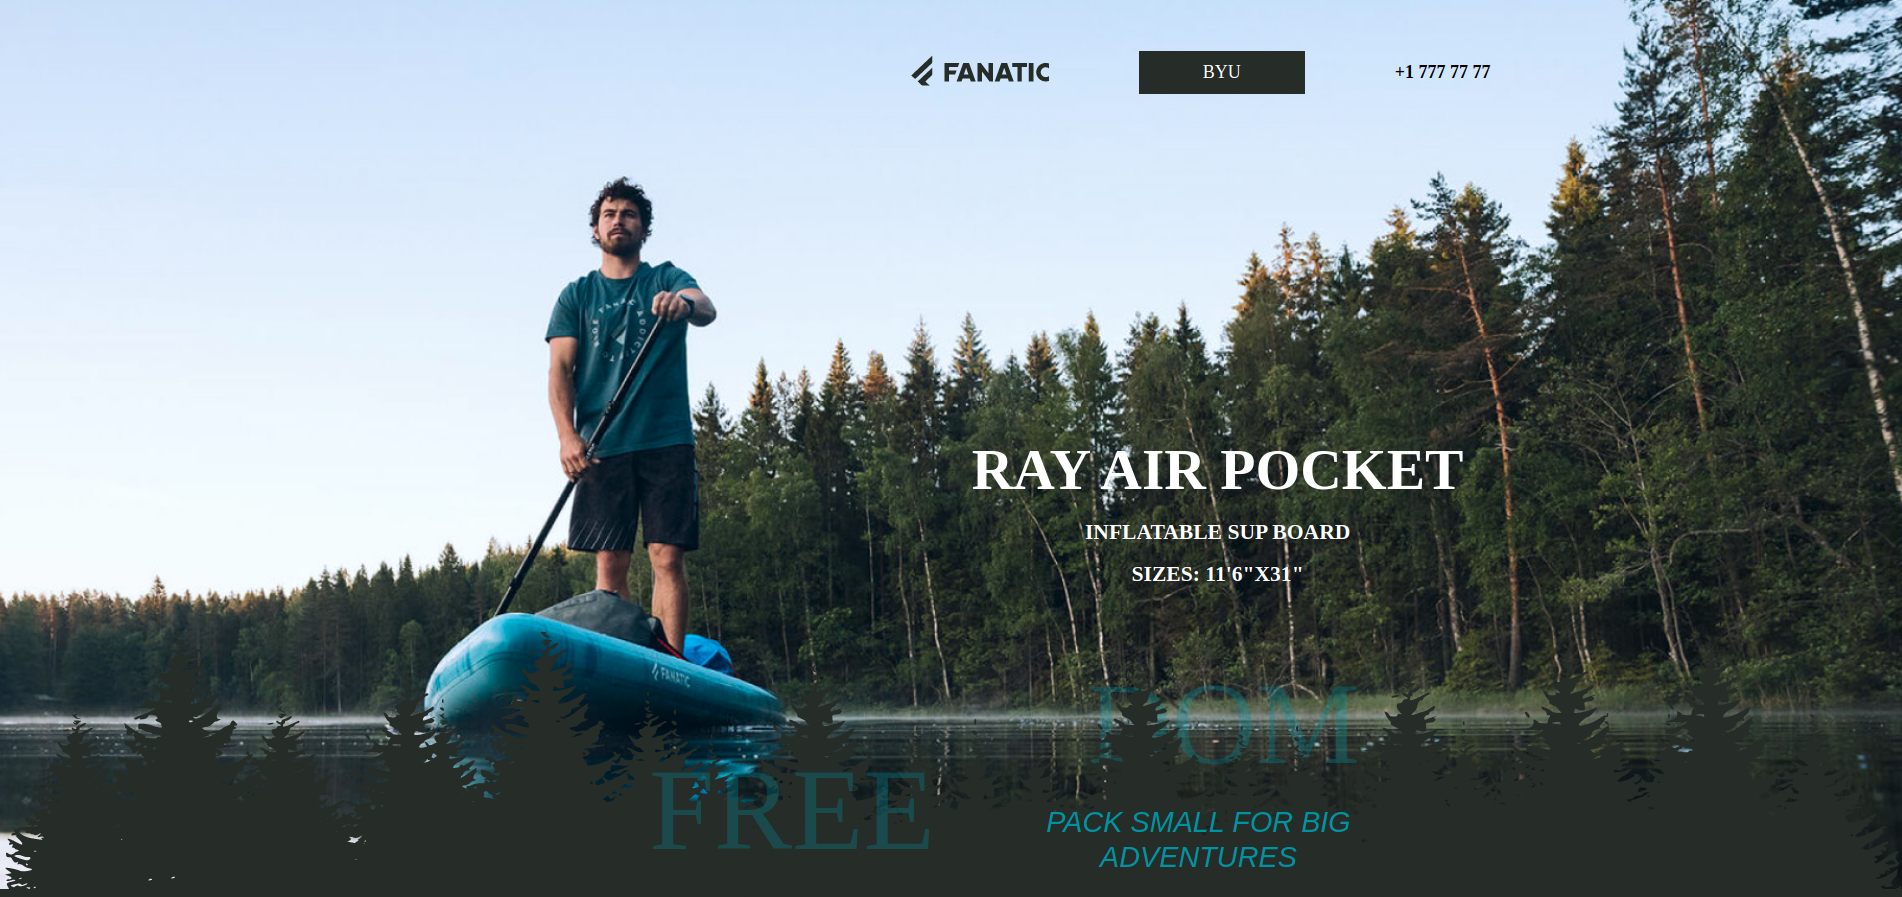 FANATIC
BYU
+1 777 77 77
RAY AIR POCKET
INFLATABLE SUP BOARD
SIZES: 11'6"X31"
FANATIC
DOM
FREE
PACK SMALL FOR BIG
ADVENTURES